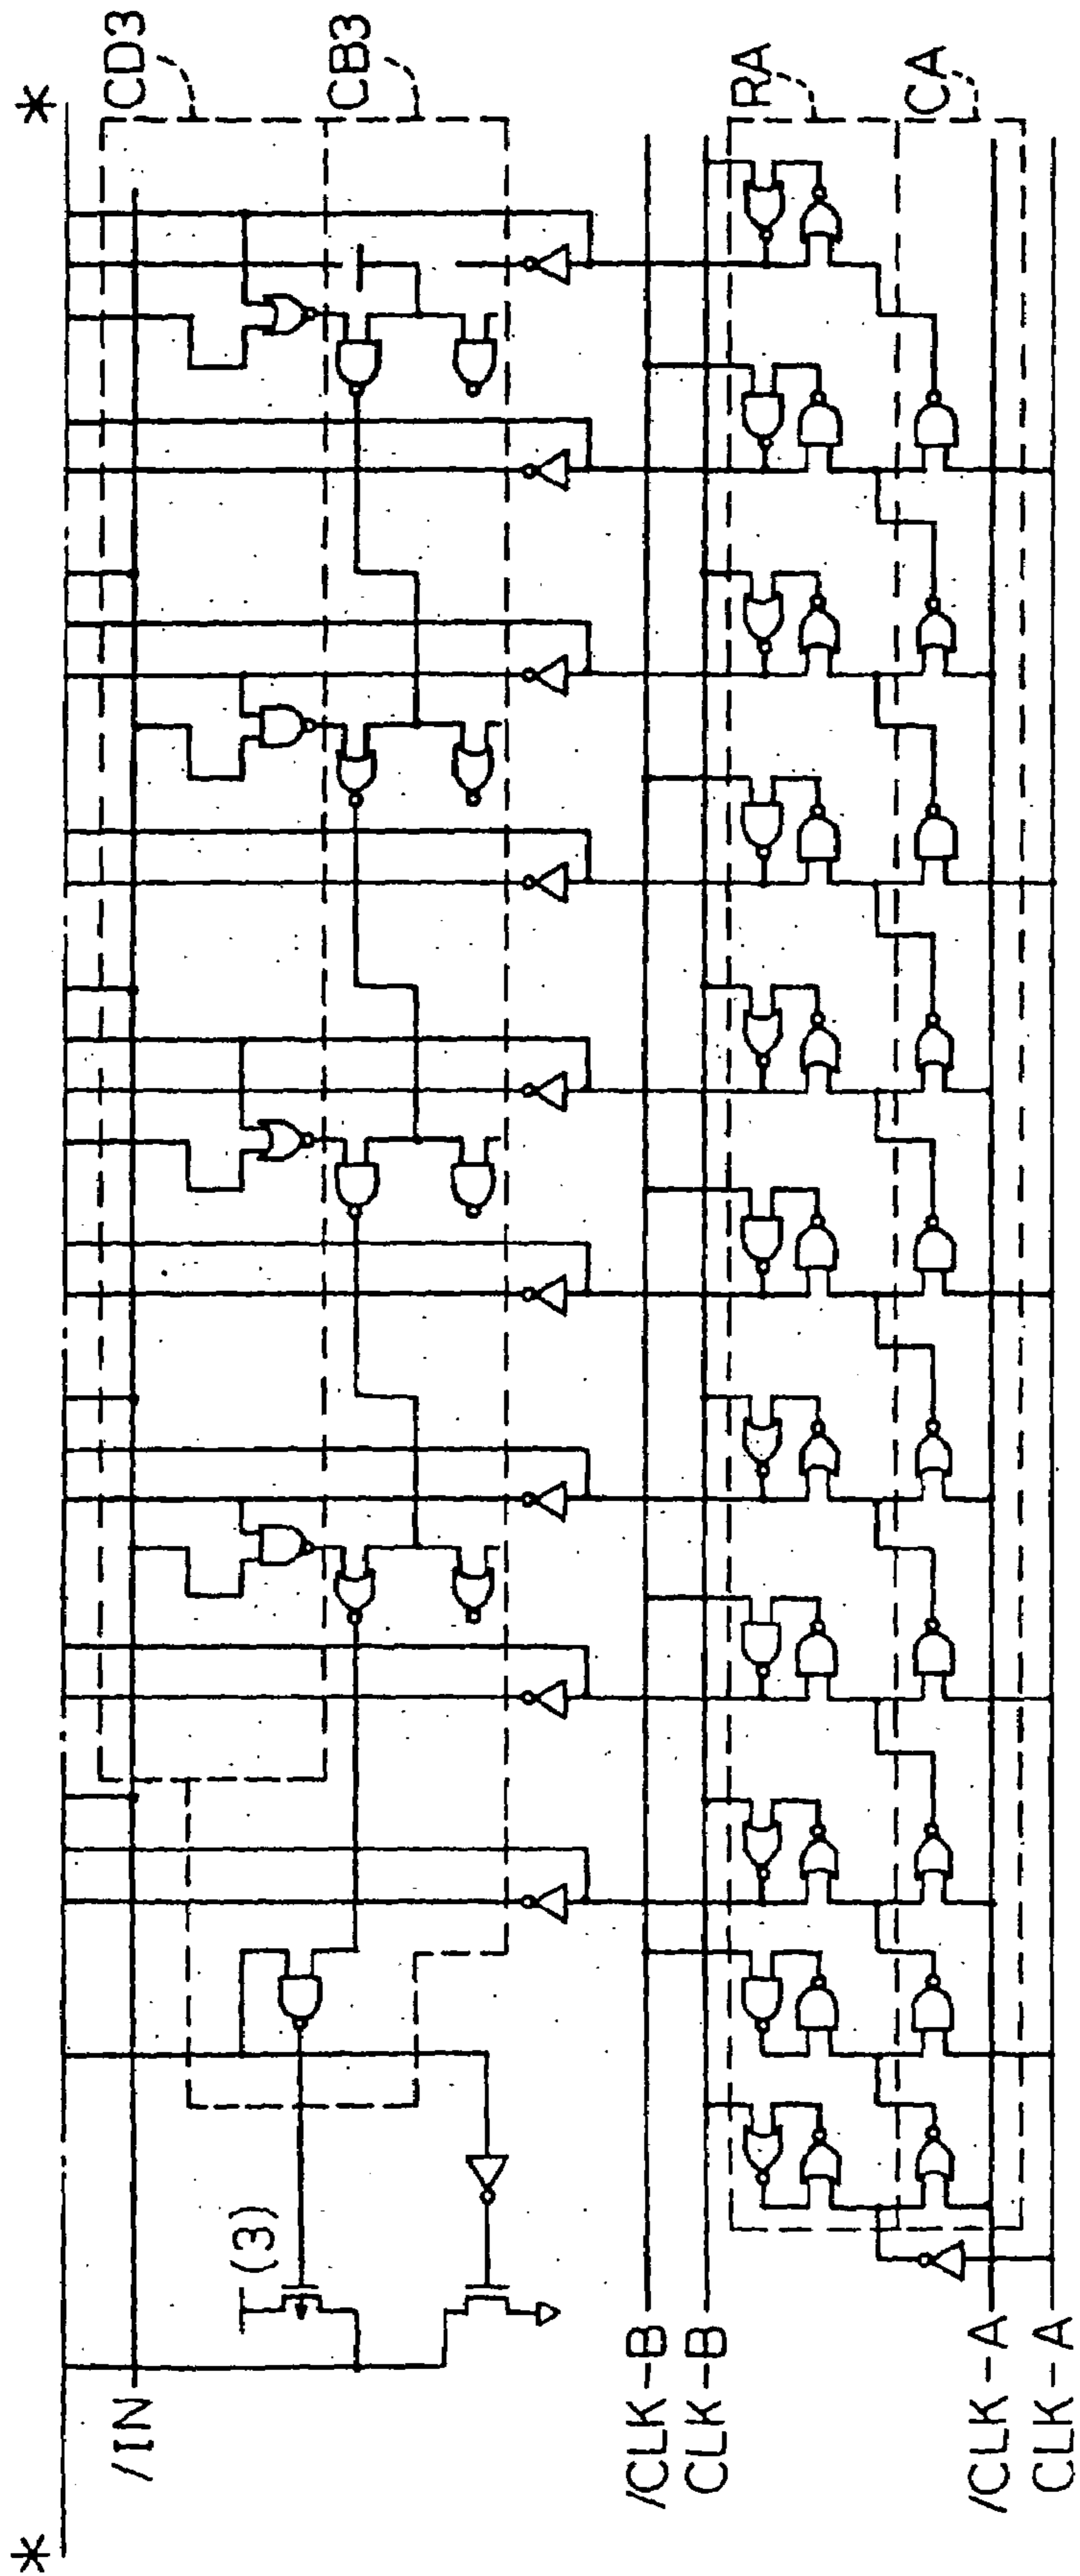 *
CD3
CB3
RA
CA
(3)
/IN
/CLK-B
CLK-B
/CLK-A
CLK-A
*